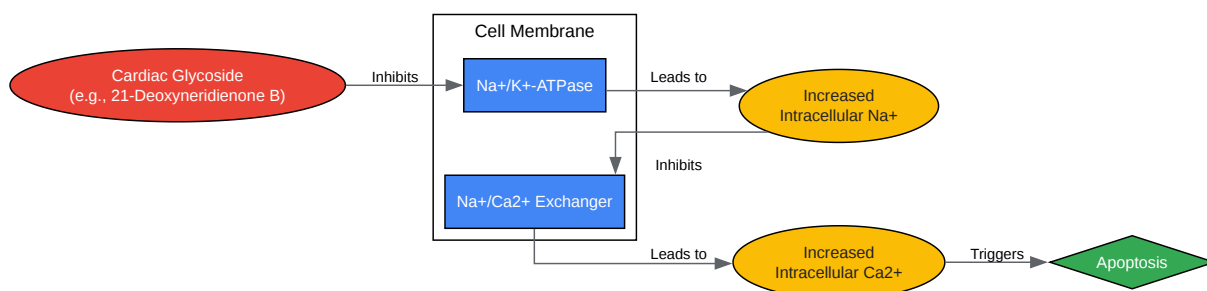 Cell Membrane
Cardiac Glycoside
(e.g., 21-Deoxyneridienone B)
Inhibits
Na+/K+-ATPase
Leads to
Increased
Intracellular Na+
Inhibits
Na+/Ca2+ Exchanger
Leads to
Increased
Intracellular Ca2+
Triggers
Apoptosis